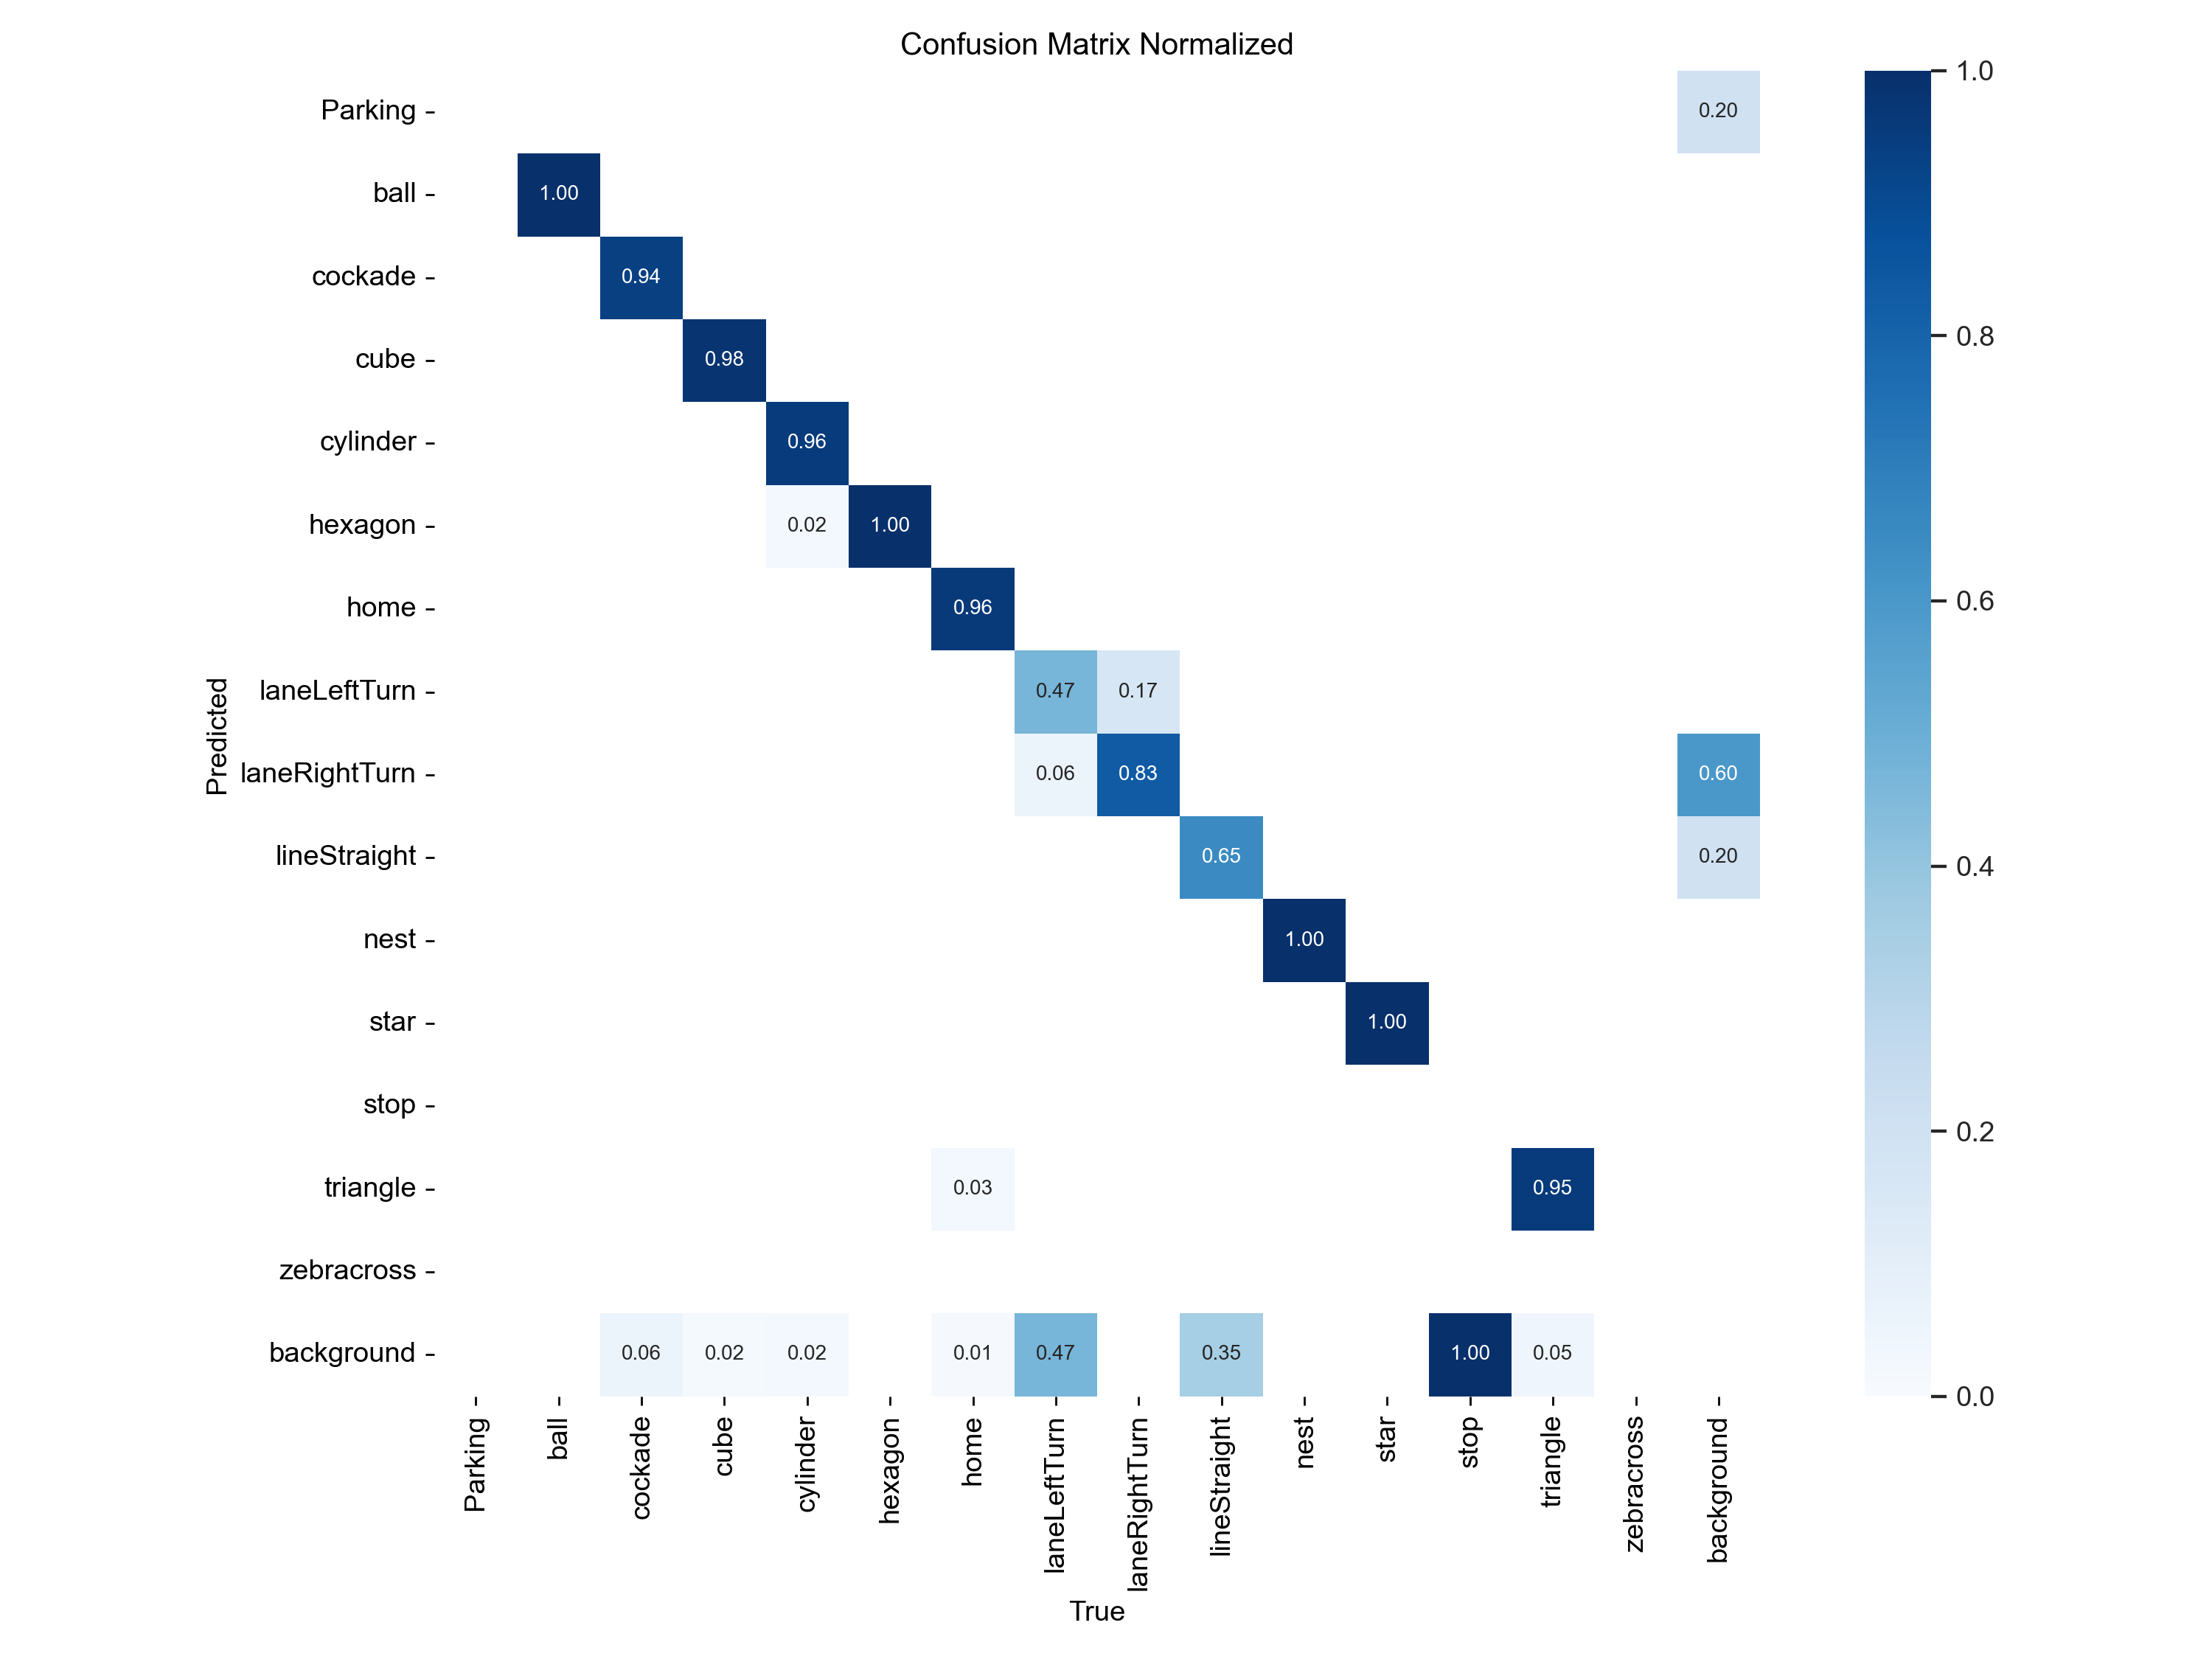 Confusion Matrix Normalized
Parking 0.20
ball 1.00
cockade 0.94
cube 0.98
cylinder 0.96
hexagon 0.02 1.00
home 0.96
laneLeftTurn 0.47 0.17
laneRightTurn 0.06 0.83 0.60
lineStraight 0.65 0.20
nest 1.00
star 1.00
stop
triangle 0.03 0.95
zebracross
background 0.06 0.02 0.02 0.01 0.47 0.35 1.00 0.05
Predicted
Parking
ball
cockade
cube
cylinder
hexagon
home
laneLeftTurn
laneRightTurn
lineStraight
nest
star
stop
triangle
zebracross
background
True
1.0
0.8
0.6
0.4
0.2
0.0